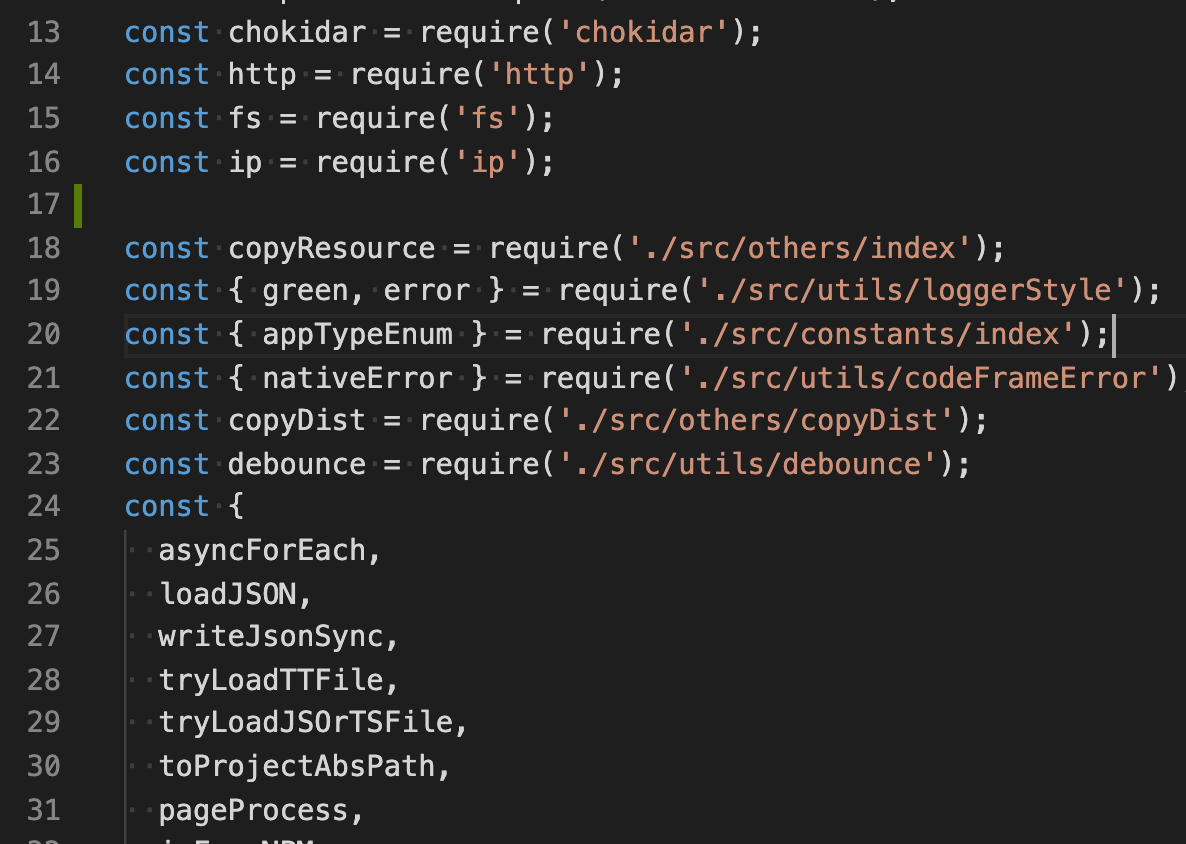 13 const chokidar = require('chokidar');
14 const http = require('http');
15 const fs = require('fs');
16 const ip = require('ip');
17
18 const copyResource = require('./src/others/index');
19 const { green, error } = require('./src/utils/loggerStyle');
20 const { appTypeEnum } = require('./src/constants/index');
21 const { nativeError } = require('./src/utils/codeFrameError')
22 const copyDist = require('./src/others/copyDist');
23 const debounce = require('./src/utils/debounce');
24 const {
25 asyncForEach,
26 loadJSON,
27 writeJsonSync,
28 tryLoadTTFile,
29 tryLoadJSOrTSFile,
30 toProjectAbsPath,
31 pageProcess,